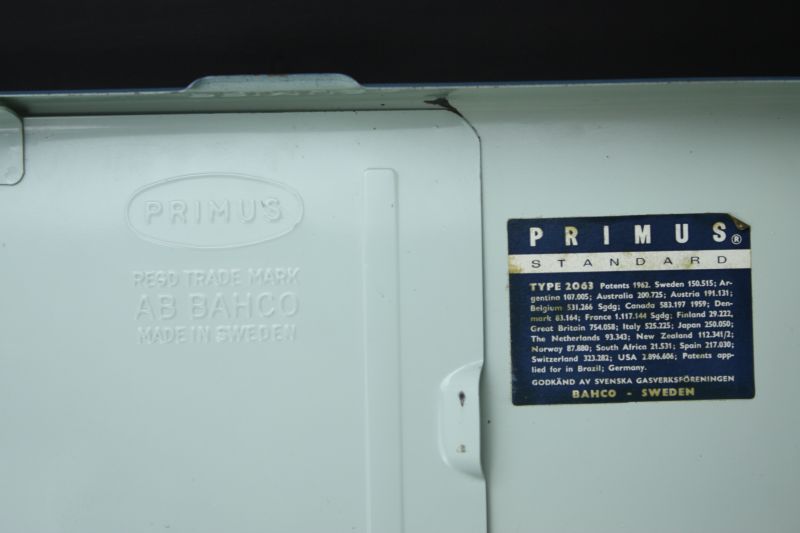 PRIMUS
REGD TRADE MARK
AB BAHCO
MADE IN SWEDEN
PRIMUS®
STANDARD
TYPE 2063 Patents 1962. Sweden 150.515; Ar-
gentina 107.005; Australia 200.725; Austria 191.131;
Belgium 531.266 Sgdg; Canada 583.197 1959; Den-
mark 83.164; France 1.117.144 Sgdg; Finland 29.222,
Great Britain 754.058; Italy 525.225; Japan 250.050;
The Netherlands 93.343; New Zealand 112.341/2;
Norway 87.880; South Africa 21.531; Spain 217.030;
Switzerland 323.282; USA 2.896.606; Patents app-
lied for in Brazil; Germany.
GODKÄND AV SVENSKA GASVERKSFÖRENINGEN
BAHCO - SWEDEN